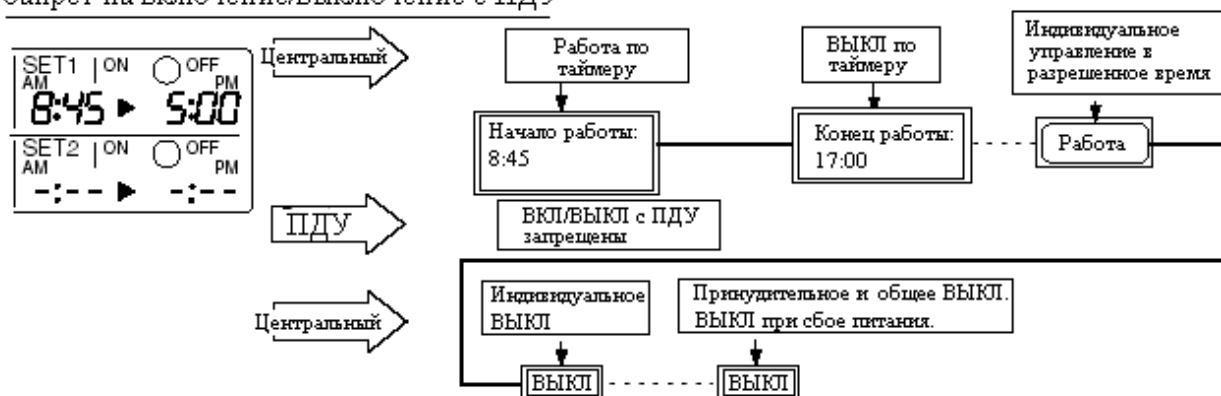 Запрет на включение/выключение с ПДУ
SET1 | ON OFF
AM PM
8:45 ▶ 5:00
SET2 | ON OFF
AM PM
-:-- ▶ -:--
Центральный
Работа по
таймеру
ВЫКЛ по
таймеру
Индивидуальное
управление в
разрешенное время
Начало работы:
8:45
Конец работы:
17:00
Работа
ПДУ
ВКЛ/ВЫКЛ с ПДУ
запрещены
Центральный
Индивидуальное
ВЫКЛ
Принудительное и общее ВЫКЛ.
ВЫКЛ при сбое питания.
ВЫКЛ
ВЫКЛ